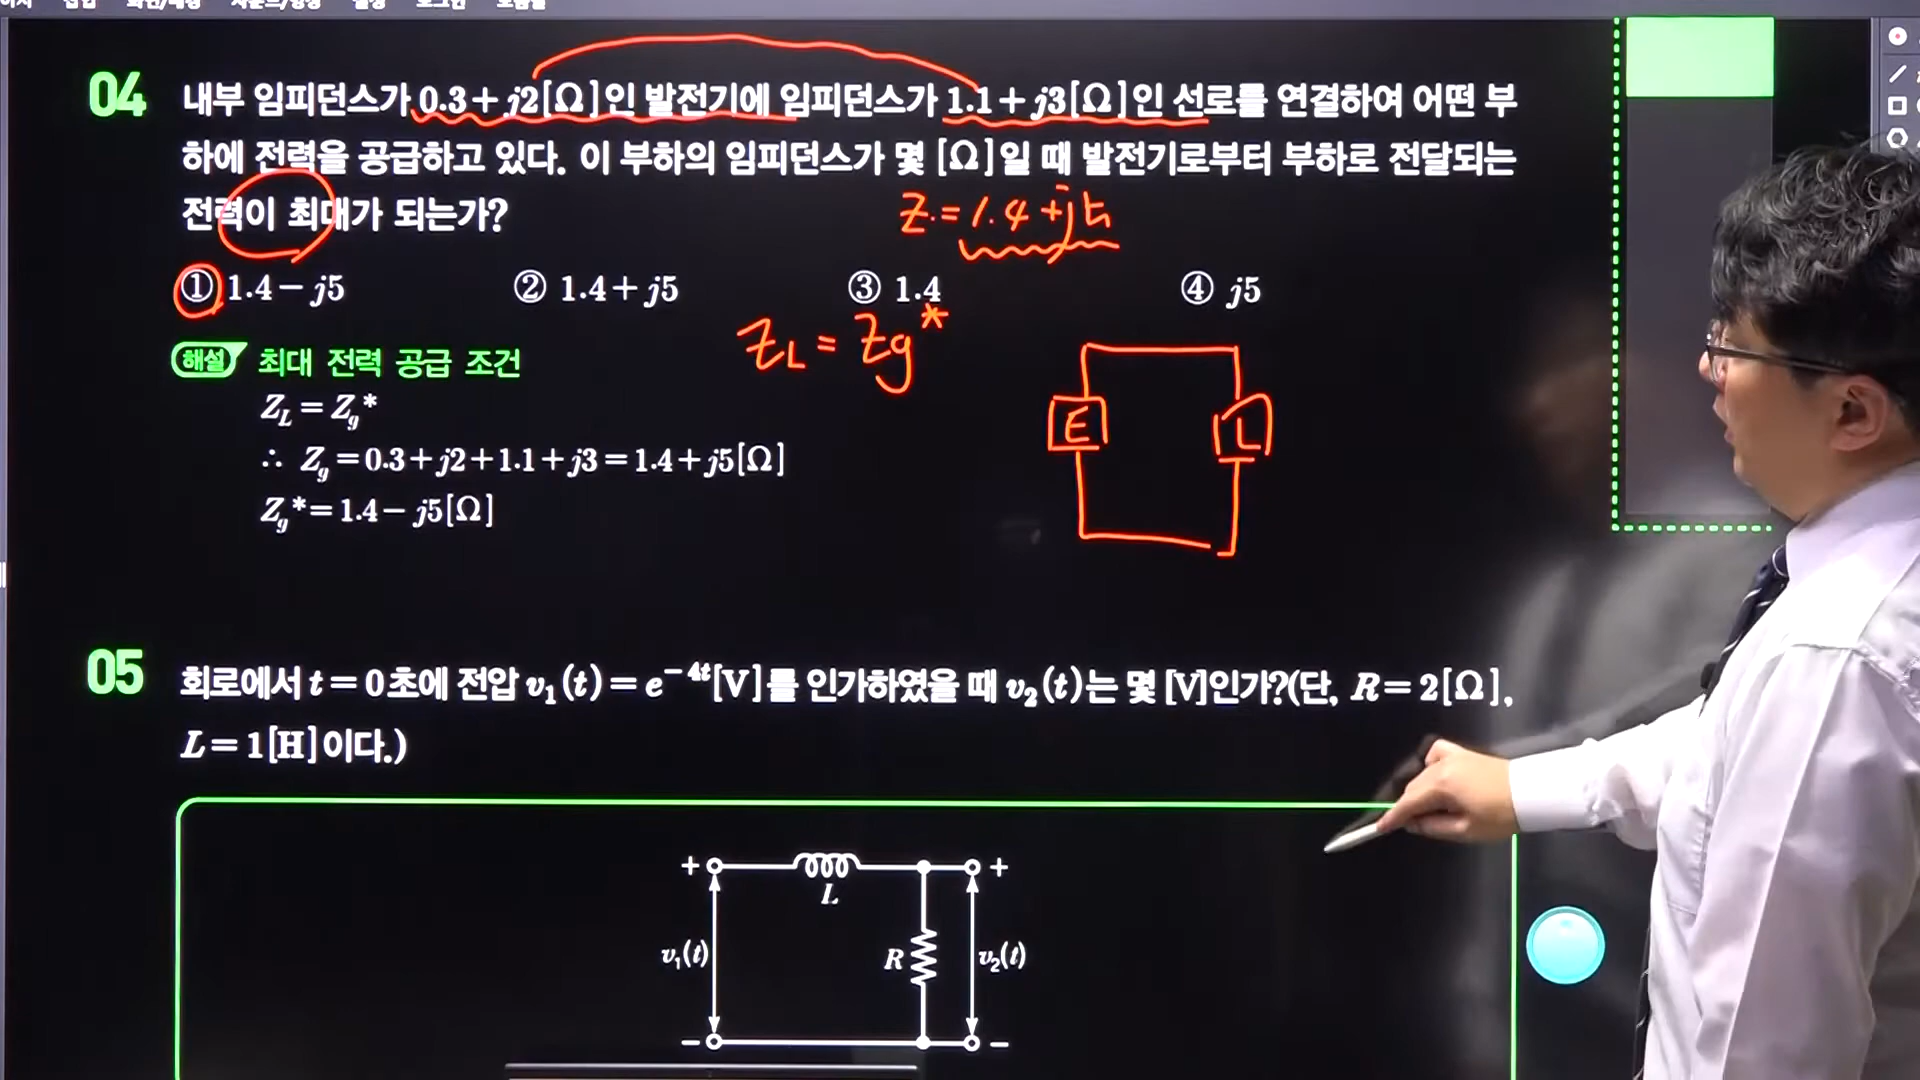 04 내부 임피던스가 0.3+j2[Ω]인 발전기에 임피던스가 1.1+j3[Ω]인 선로를 연결하여 어떤 부
하에 전력을 공급하고 있다. 이 부하의 임피던스가 몇 [Ω]일 때 발전기로부터 부하로 전달되는
전력이 최대가 되는가?
Z = 1.4+j5
① 1.4-j5 ② 1.4+j5 ③ 1.4 ④ j5
Z_L = Zg*
해설 최대 전력 공급 조건
Z_L = Z_g*
∴ Z_g = 0.3+j2+1.1+j3 = 1.4+j5[Ω]
Z_g* = 1.4-j5[Ω]
E L
05 회로에서 t=0초에 전압 v₁(t)=e⁻⁴ᵗ[V]를 인가하였을 때 v₂(t)는 몇 [V]인가?(단, R=2[Ω],
L=1[H]이다.)
+ +
L
v₁(t) R v₂(t)
- -